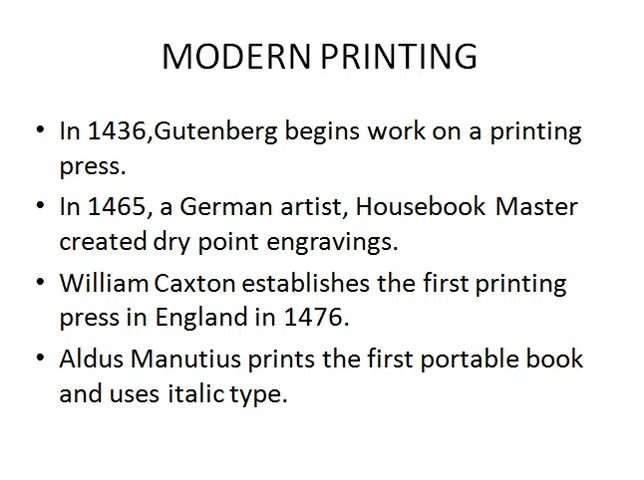 MODERN PRINTING
• In 1436,Gutenberg begins work on a printing
press.
• In 1465, a German artist, Housebook Master
created dry point engravings.
• William Caxton establishes the first printing
press in England in 1476.
• Aldus Manutius prints the first portable book
and uses italic type.